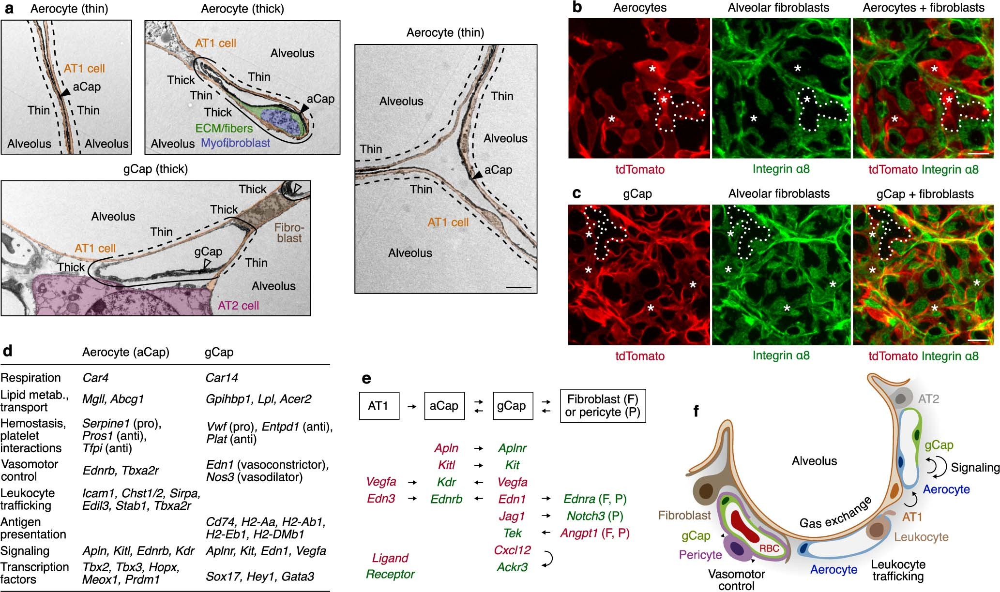 a
Aerocyte (thin)
AT1 cell
aCap
Thin
Thin
Alveolus
Alveolus
Aerocyte (thick)
AT1 cell
Alveolus
Thick
Thin
Thin
aCap
Thick
ECM/fibers
Alveolus
Myofibroblast
Aerocyte (thin)
Alveolus
Thin
Alveolus
Thin
aCap
Thin
AT1 cell
Alveolus
gCap (thick)
Thick
Alveolus
Thick
Thin
Fibro-
blast
AT1 cell
gCap
Thick
Thin
Alveolus
AT2 cell
b
Aerocytes
Alveolar fibroblasts
Aerocytes + fibroblasts
* * *
* * *
* * *
tdTomato
Integrin α8
tdTomato Integrin α8
c
gCap
Alveolar fibroblasts
gCap + fibroblasts
* * * *
* * * *
* * * *
tdTomato
Integrin α8
tdTomato Integrin α8
d
Aerocyte (aCap) gCap
Respiration Car4 Car14
Lipid metab.,
transport Mgll, Abcg1 Gpihbp1, Lpl, Acer2
Hemostasis,
platelet
interactions
Serpine1 (pro),
Pros1 (anti),
Tfpi (anti)
Vwf (pro), Entpd1 (anti),
Plat (anti)
Vasomotor
control
Ednrb, Tbxa2r
Edn1 (vasoconstrictor),
Nos3 (vasodilator)
Leukocyte
trafficking
Icam1, Chst1/2, Sirpa,
Edil3, Stab1, Tbxa2r
Antigen
presentation
Cd74, H2-Aa, H2-Ab1,
H2-Eb1, H2-DMb1
Signaling Apln, Kitl, Ednrb, Kdr Aplnr, Kit, Edn1, Vegfa
Transcription
factors
Tbx2, Tbx3, Hopx,
Meox1, Prdm1
Sox17, Hey1, Gata3
e
AT1 → aCap ⇄ gCap ⇄ Fibroblast (F)
or pericyte (P)
Apln → Aplnr
Kitl → Kit
Vegfa → Kdr ← Vegfa
Edn3 → Ednrb ← Edn1 → Ednra (F, P)
Jag1 → Notch3 (P)
Tek ← Angpt1 (F, P)
Cxcl12
Ackr3
Ligand
Receptor
f
AT2
gCap
Alveolus
Signaling
Aerocyte
Gas exchange
Fibroblast
AT1
gCap
Leukocyte
RBC
Pericyte
Aerocyte
Leukocyte
trafficking
Vasomotor
control